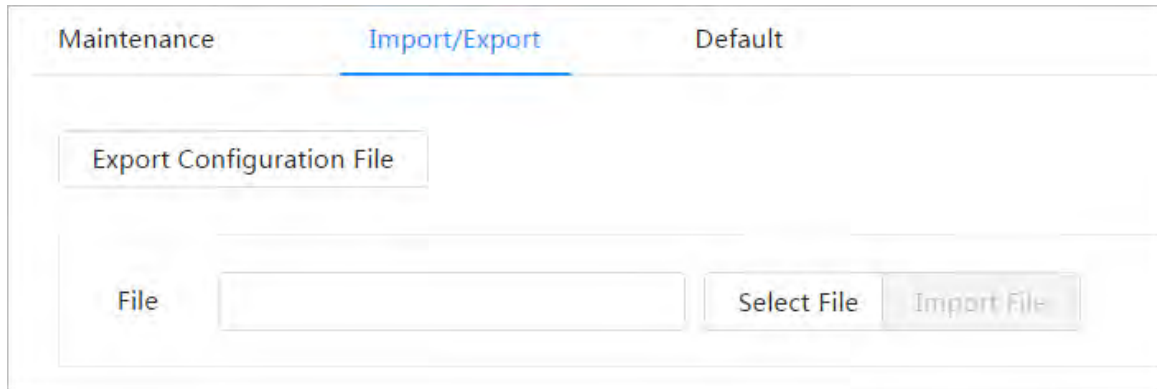 Maintenance Import/Export Default
Export Configuration File
File Select File Import File